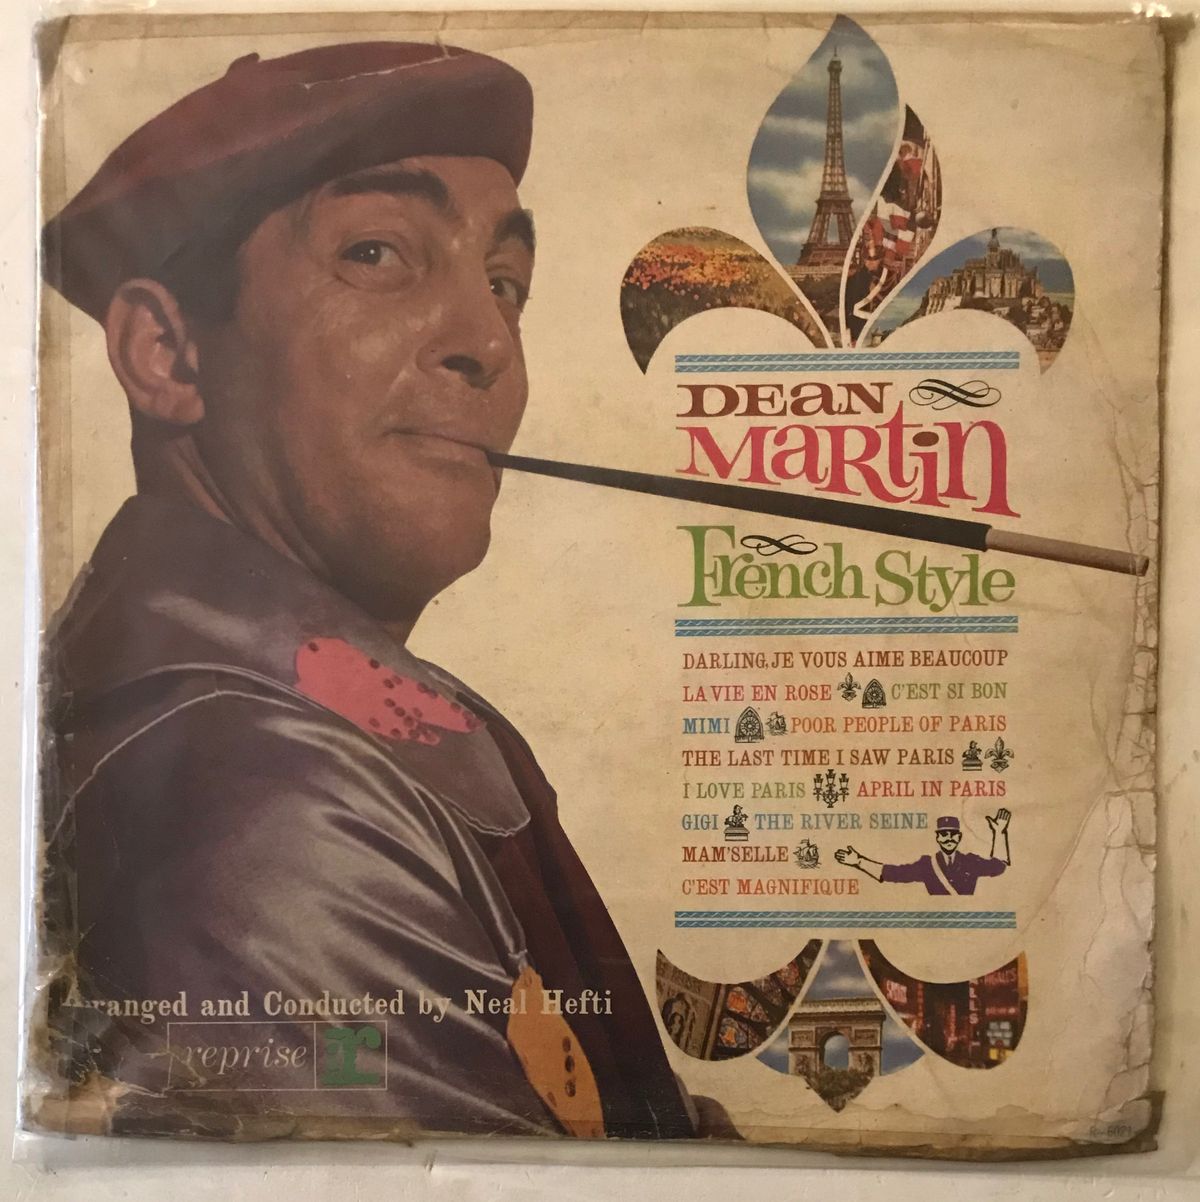 DEAN
MARTIN
French Style
DARLING, JE VOUS AIME BEAUCOUP
LA VIE EN ROSE C'EST SI BON
MIMI POOR PEOPLE OF PARIS
THE LAST TIME I SAW PARIS
I LOVE PARIS APRIL IN PARIS
GIGI THE RIVER SEINE
MAM'SELLE
C'EST MAGNIFIQUE
Arranged and Conducted by Neal Hefti
reprise r